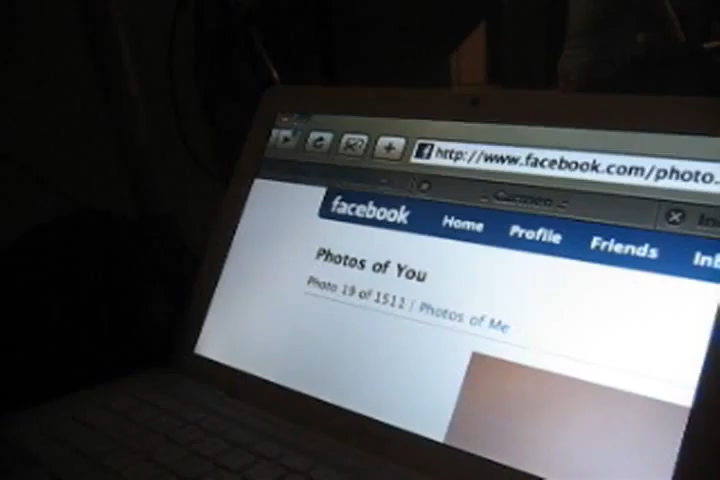 http://www.facebook.com/photo.
facebook Home Profile Friends
Photos of You
Photo 19 of 1511 | Photos of Me